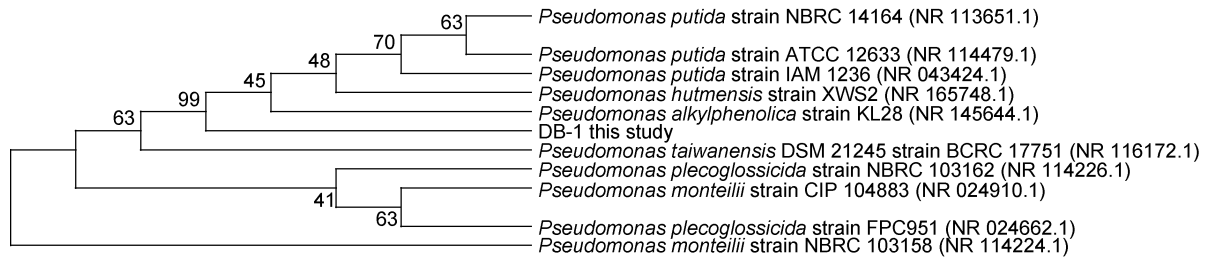 63
Pseudomonas putida strain NBRC 14164 (NR 113651.1)
70
Pseudomonas putida strain ATCC 12633 (NR 114479.1)
48
Pseudomonas putida strain IAM 1236 (NR 043424.1)
45
Pseudomonas hutmensis strain XWS2 (NR 165748.1)
99
Pseudomonas alkylphenolica strain KL28 (NR 145644.1)
63
DB-1 this study
Pseudomonas taiwanensis DSM 21245 strain BCRC 17751 (NR 116172.1)
Pseudomonas plecoglossicida strain NBRC 103162 (NR 114226.1)
41
Pseudomonas monteilii strain CIP 104883 (NR 024910.1)
63
Pseudomonas plecoglossicida strain FPC951 (NR 024662.1)
Pseudomonas monteilii strain NBRC 103158 (NR 114224.1)